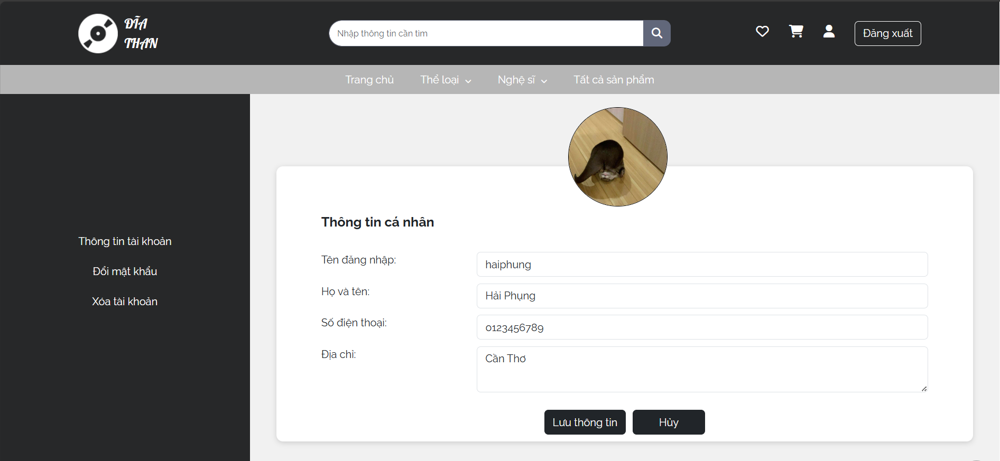 ĐĨA
THAN
Nhập thông tin cần tìm
Đăng xuất
Trang chủ
Thể loại
Nghệ sĩ
Tất cả sản phẩm
Thông tin tài khoản
Đổi mật khẩu
Xóa tài khoản
Thông tin cá nhân
Tên đăng nhập:
haiphung
Họ và tên:
Hải Phụng
Số điện thoại:
0123456789
Địa chỉ:
Cần Thơ
Lưu thông tin
Hủy